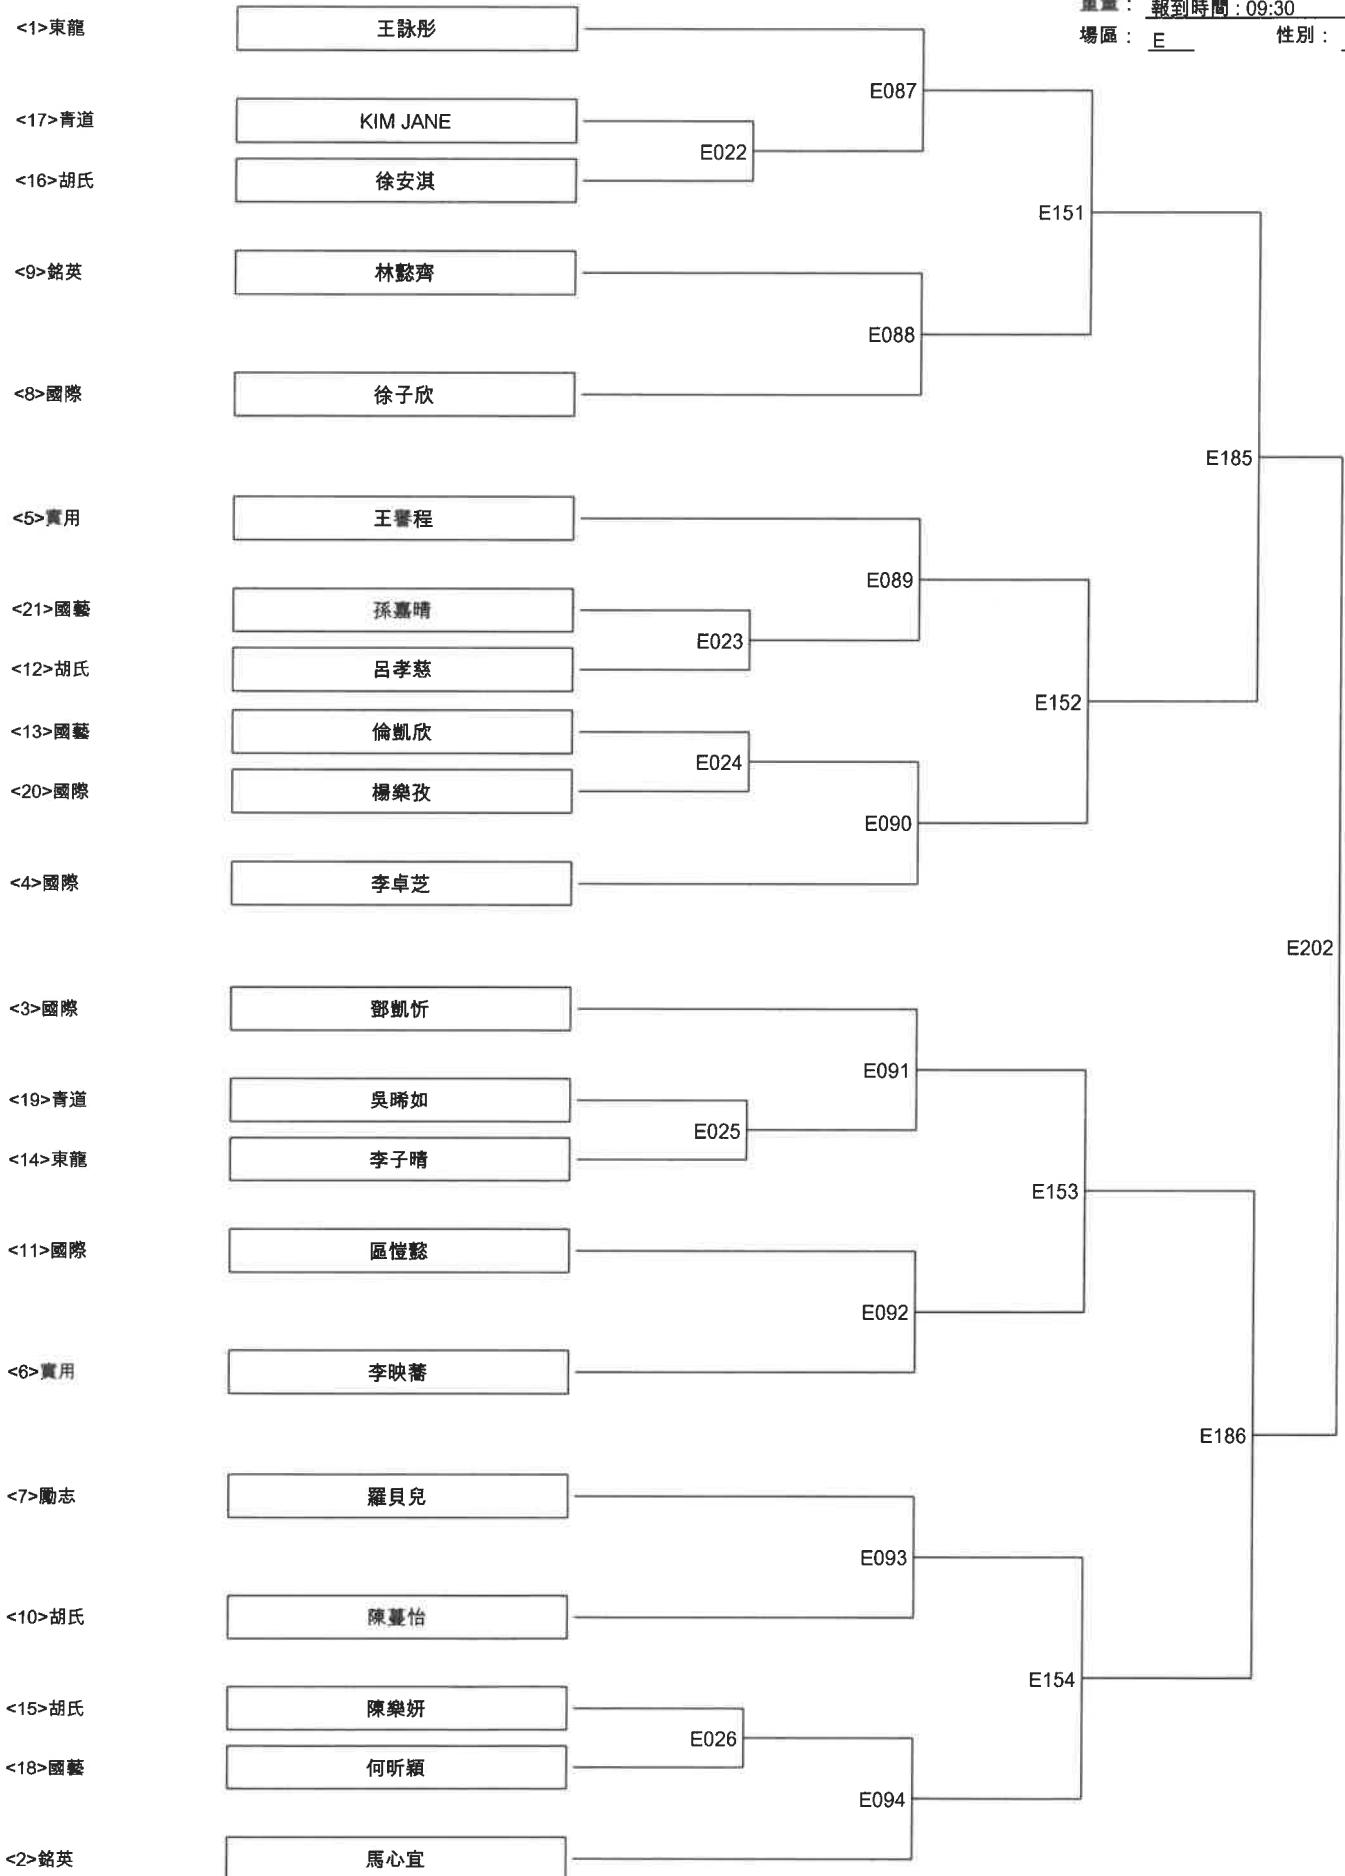 重量： 報到時間 : 09:30
<1>東龍 王詠彤
場區： E 性別：
E087
<17>青道 KIM JANE
E022
<16>胡氏 徐安淇
E151
<9>銘英 林懿齊
E088
<8>國際 徐子欣
E185
<5>實用 王馨程
E089
<21>國藝 孫嘉晴
E023
<12>胡氏 呂孝慈
E152
<13>國藝 倫凱欣
E024
<20>國際 楊樂孜
E090
<4>國際 李卓芝
E202
<3>國際 鄧凱忻
E091
<19>青道 吳晞如
E025
<14>東龍 李子晴
E153
<11>國際 區愷懿
E092
<6>實用 李映蕎
E186
<7>勵志 羅貝兒
E093
<10>胡氏 陳蔓怡
E154
<15>胡氏 陳樂妍
E026
<18>國藝 何昕穎
E094
<2>銘英 馬心宜